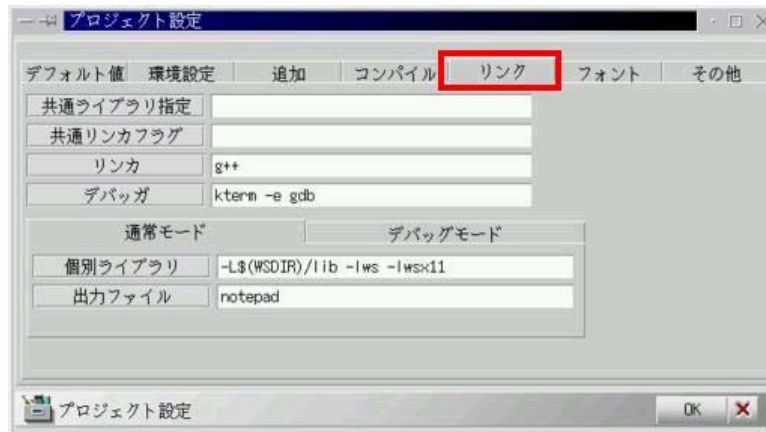 プロジェクト設定
デフォルト値 環境設定 追加 コンパイル リンク フォント その他
共通ライブラリ指定
共通リンカフラグ
リンカ g++
デバッガ kterm -e gdb
通常モード デバッグモード
個別ライブラリ -L$(WSDIR)/lib -lws -lwsx11
出力ファイル notepad
プロジェクト設定 OK